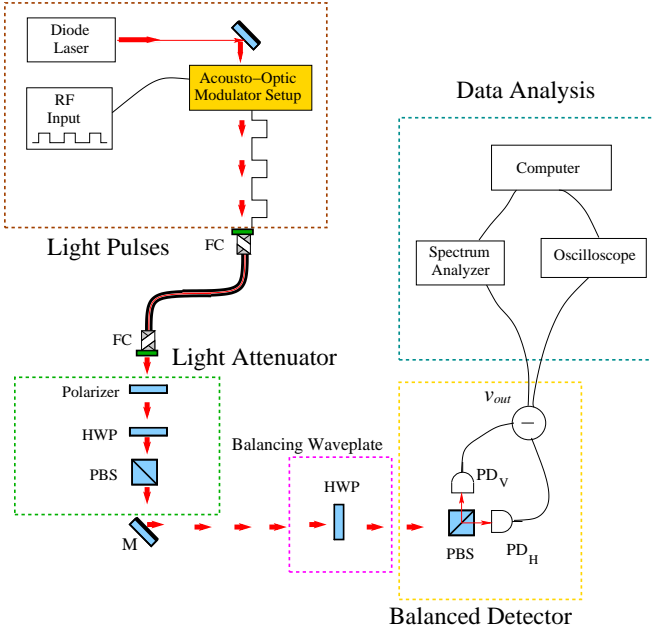 Diode
Laser
Acousto−Optic
Modulator Setup
RF
Input
Light Pulses
FC
FC
Light Attenuator
Polarizer
HWP
PBS
M
Balancing Waveplate
HWP
Data Analysis
Computer
Spectrum
Analyzer
Oscilloscope
v_out
−
PD_V
PBS
PD_H
Balanced Detector